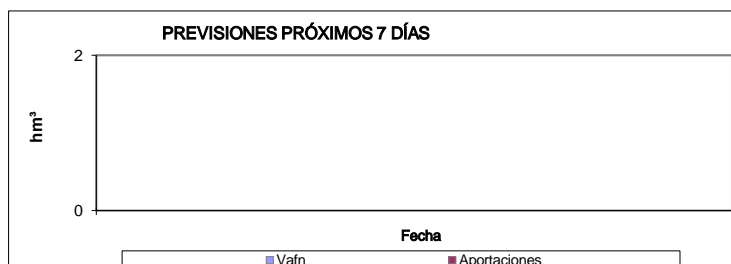 PREVISIONES PRÓXIMOS 7 DÍAS
2
hm³
0
Fecha
Vafn Aportaciones